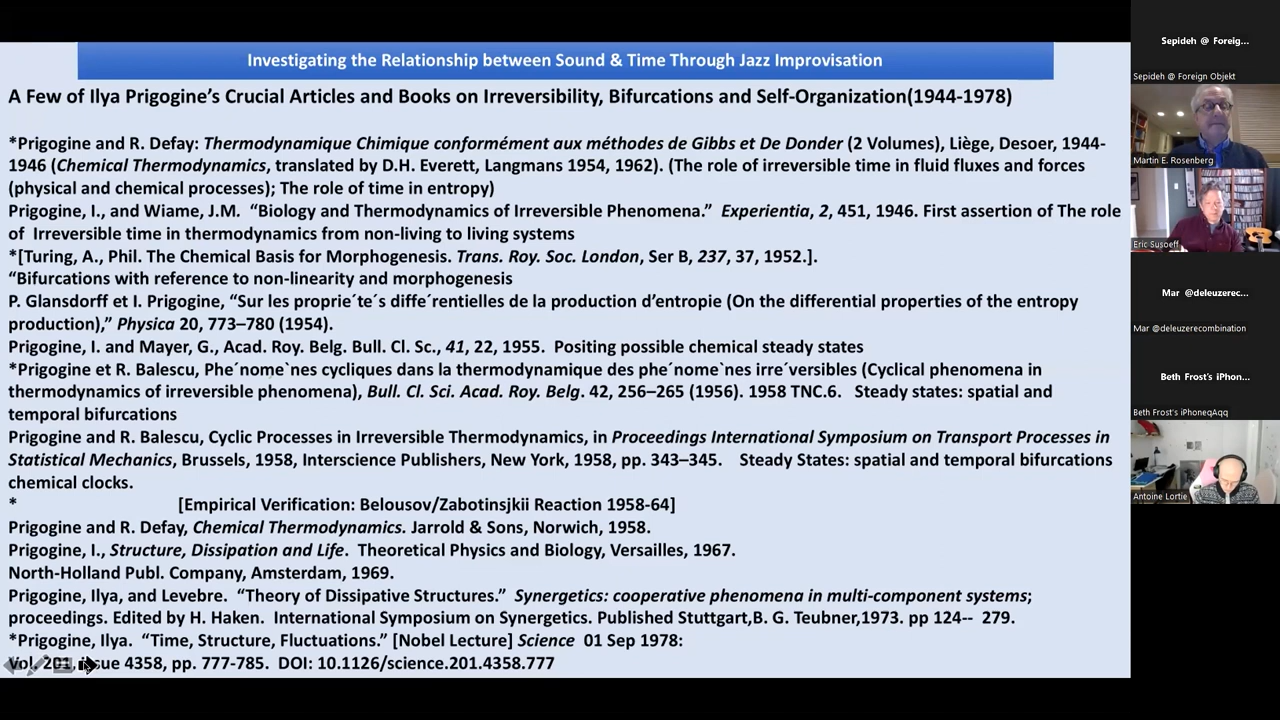 Investigating the Relationship between Sound & Time Through Jazz Improvisation
A Few of Ilya Prigogine's Crucial Articles and Books on Irreversibility, Bifurcations and Self-Organization(1944-1978)
*Prigogine and R. Defay: Thermodynamique Chimique conformément aux méthodes de Gibbs et De Donder (2 Volumes), Liège, Desoer, 1944-
1946 (Chemical Thermodynamics, translated by D.H. Everett, Langmans 1954, 1962). (The role of irreversible time in fluid fluxes and forces
(physical and chemical processes); The role of time in entropy)
Prigogine, I., and Wiame, J.M. “Biology and Thermodynamics of Irreversible Phenomena.” Experientia, 2, 451, 1946. First assertion of The role
of Irreversible time in thermodynamics from non-living to living systems
*[Turing, A., Phil. The Chemical Basis for Morphogenesis. Trans. Roy. Soc. London, Ser B, 237, 37, 1952.].
“Bifurcations with reference to non-linearity and morphogenesis
P. Glansdorff et I. Prigogine, “Sur les proprie´te´s diffe´rentielles de la production d’entropie (On the differential properties of the entropy
production),” Physica 20, 773–780 (1954).
Prigogine, I. and Mayer, G., Acad. Roy. Belg. Bull. Cl. Sc., 41, 22, 1955. Positing possible chemical steady states
*Prigogine et R. Balescu, Phe´nome`nes cycliques dans la thermodynamique des phe´nome`nes irre´versibles (Cyclical phenomena in
thermodynamics of irreversible phenomena), Bull. Cl. Sci. Acad. Roy. Belg. 42, 256–265 (1956). 1958 TNC.6. Steady states: spatial and
temporal bifurcations
Prigogine and R. Balescu, Cyclic Processes in Irreversible Thermodynamics, in Proceedings International Symposium on Transport Processes in
Statistical Mechanics, Brussels, 1958, Interscience Publishers, New York, 1958, pp. 343–345. Steady States: spatial and temporal bifurcations
chemical clocks.
* [Empirical Verification: Belousov/Zabotinsjkii Reaction 1958-64]
Prigogine and R. Defay, Chemical Thermodynamics. Jarrold & Sons, Norwich, 1958.
Prigogine, I., Structure, Dissipation and Life. Theoretical Physics and Biology, Versailles, 1967.
North-Holland Publ. Company, Amsterdam, 1969.
Prigogine, Ilya, and Levebre. “Theory of Dissipative Structures.” Synergetics: cooperative phenomena in multi-component systems;
proceedings. Edited by H. Haken. International Symposium on Synergetics. Published Stuttgart,B. G. Teubner,1973. pp 124-- 279.
*Prigogine, Ilya. “Time, Structure, Fluctuations.” [Nobel Lecture] Science 01 Sep 1978:
Vol. 201, 4358, pp. 777-785. DOI: 10.1126/science.201.4358.777
Sepideh @ Foreig...
Sepideh @ Foreign Objekt
Martin E. Rosenberg
Eric Susoeff
Mar @deleuzerec...
Mar @deleuzerecombination
Beth Frost's iPhon...
Beth Frost's iPhoneqAqq
Antoine Lortie